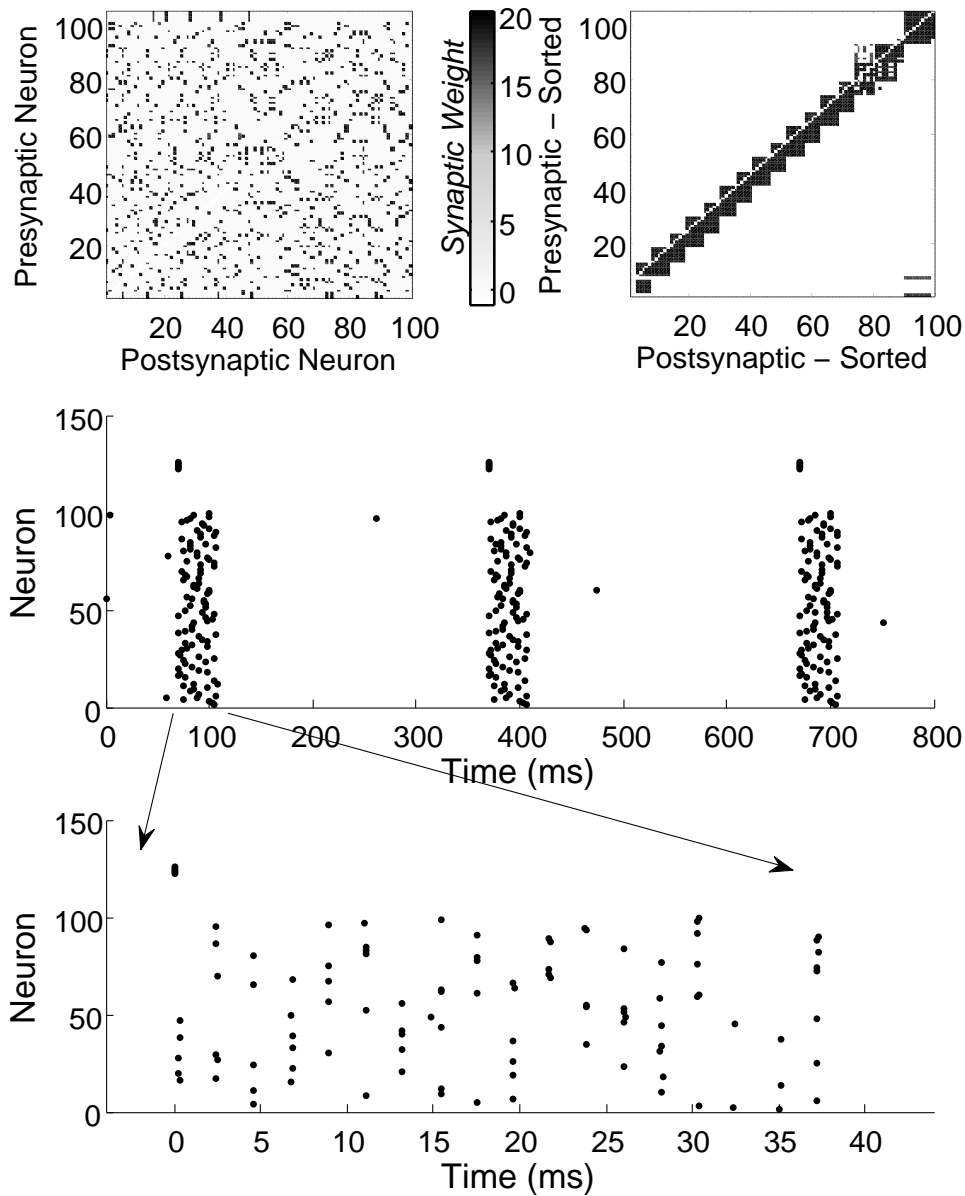 Presynaptic Neuron
100
80
60
40
20
20 40 60 80 100
Postsynaptic Neuron
Synaptic Weight
20
15
10
5
0
Presynaptic – Sorted
100
80
60
40
20
20 40 60 80 100
Postsynaptic – Sorted
Neuron
150
100
50
0
0 100 200 300 400 500 600 700 800
Time (ms)
Neuron
150
100
50
0
0 5 10 15 20 25 30 35 40
Time (ms)